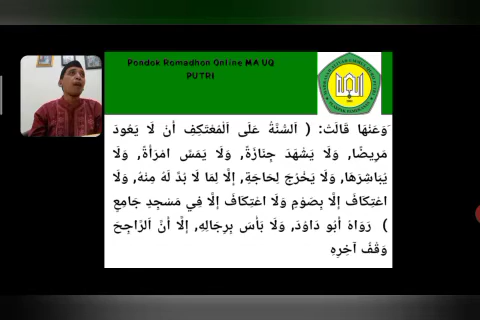 Pondok Romadhon Online MA UQ
PUTRI
وَعَنْهَا قَالَتْ: ( اَلسُّنَّةُ عَلَى اَلْمُعْتَكِفِ أَنْ لَا يَعُودَ
مَرِيضًا, وَلَا يَشْهَدَ جِنَازَةً, وَلَا يَمَسَّ امْرَأَةً, وَلَا
يُبَاشِرَهَا, وَلَا يَخْرُجَ لِحَاجَةٍ, إِلَّا لِمَا لَا بُدَّ لَهُ مِنْهُ, وَلَا
اعْتِكَافَ إِلَّا بِصَوْمٍ وَلَا اعْتِكَافَ إِلَّا فِي مَسْجِدٍ جَامِعٍ
) رَوَاهُ أَبُو دَاوُدَ, وَلَا بَأْسَ بِرِجَالِهِ, إِلَّا أَنَّ اَلرَّاجِحَ
وَقْفَ آخِرِهِ